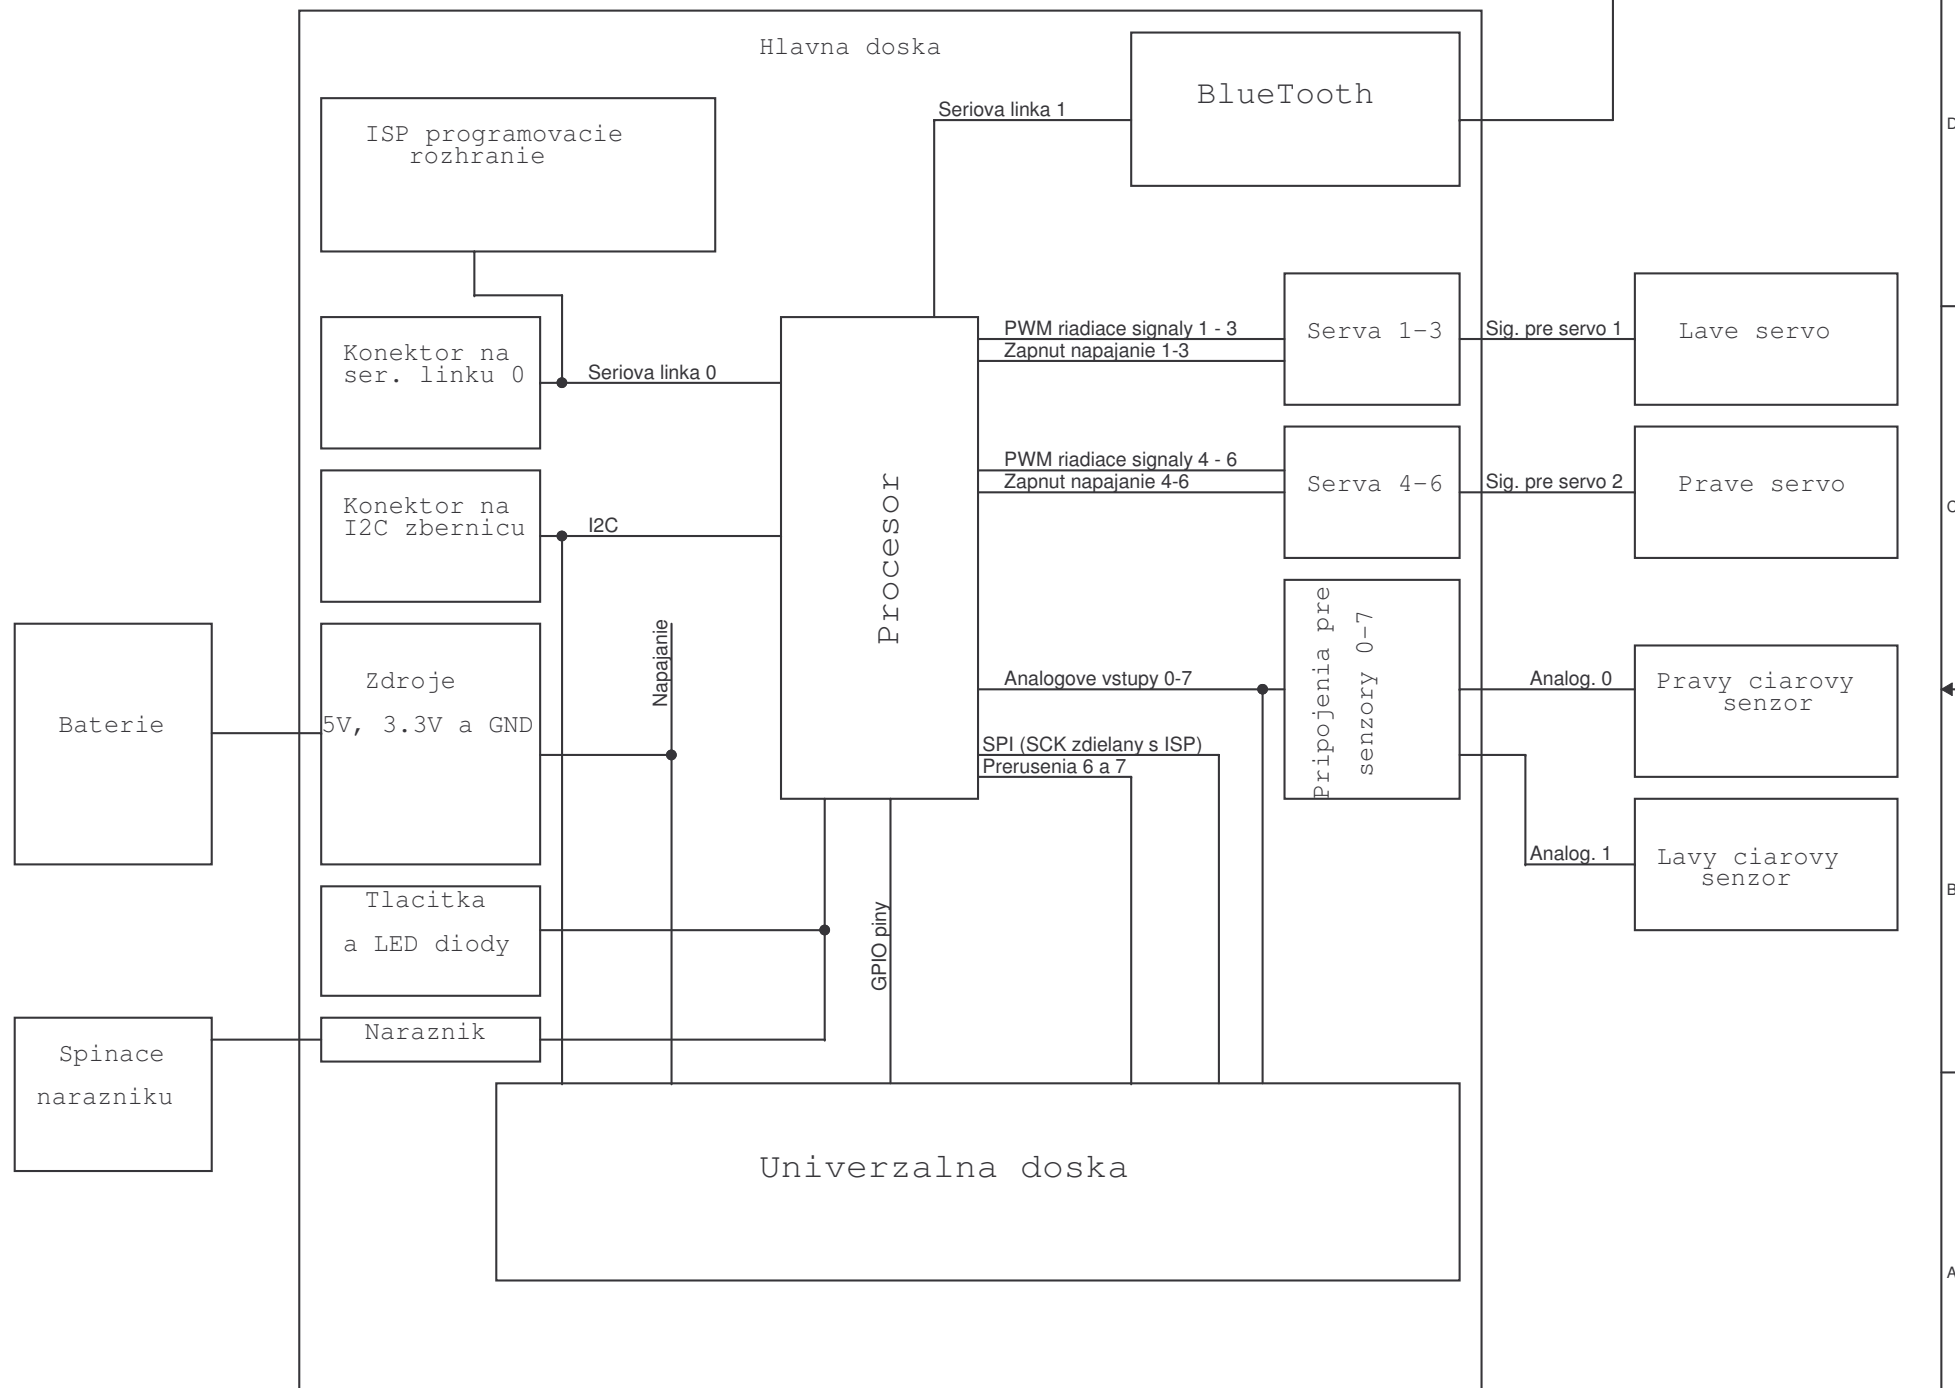 Hlavna doska
BlueTooth
Seriova linka 1
D
ISP programovacie
rozhranie
Konektor na
ser. linku 0
Seriova linka 0
PWM riadiace signaly 1 - 3
Zapnut napajanie 1-3
Serva 1-3
Sig. pre servo 1
Lave servo
Konektor na
I2C zbernicu
I2C
Procesor
PWM riadiace signaly 4 - 6
Zapnut napajanie 4-6
Serva 4-6
Sig. pre servo 2
Prave servo
C
Baterie
Zdroje
5V, 3.3V a GND
Napajanie
Analogove vstupy 0-7
SPI (SCK zdielany s ISP)
Prerusenia 6 a 7
Pripojenia pre
senzory 0-7
Analog. 0
Pravy ciarovy
senzor
Analog. 1
Lavy ciarovy
senzor
B
Tlacitka
a LED diody
GPIO piny
Spinace
narazniku
Naraznik
Univerzalna doska
A